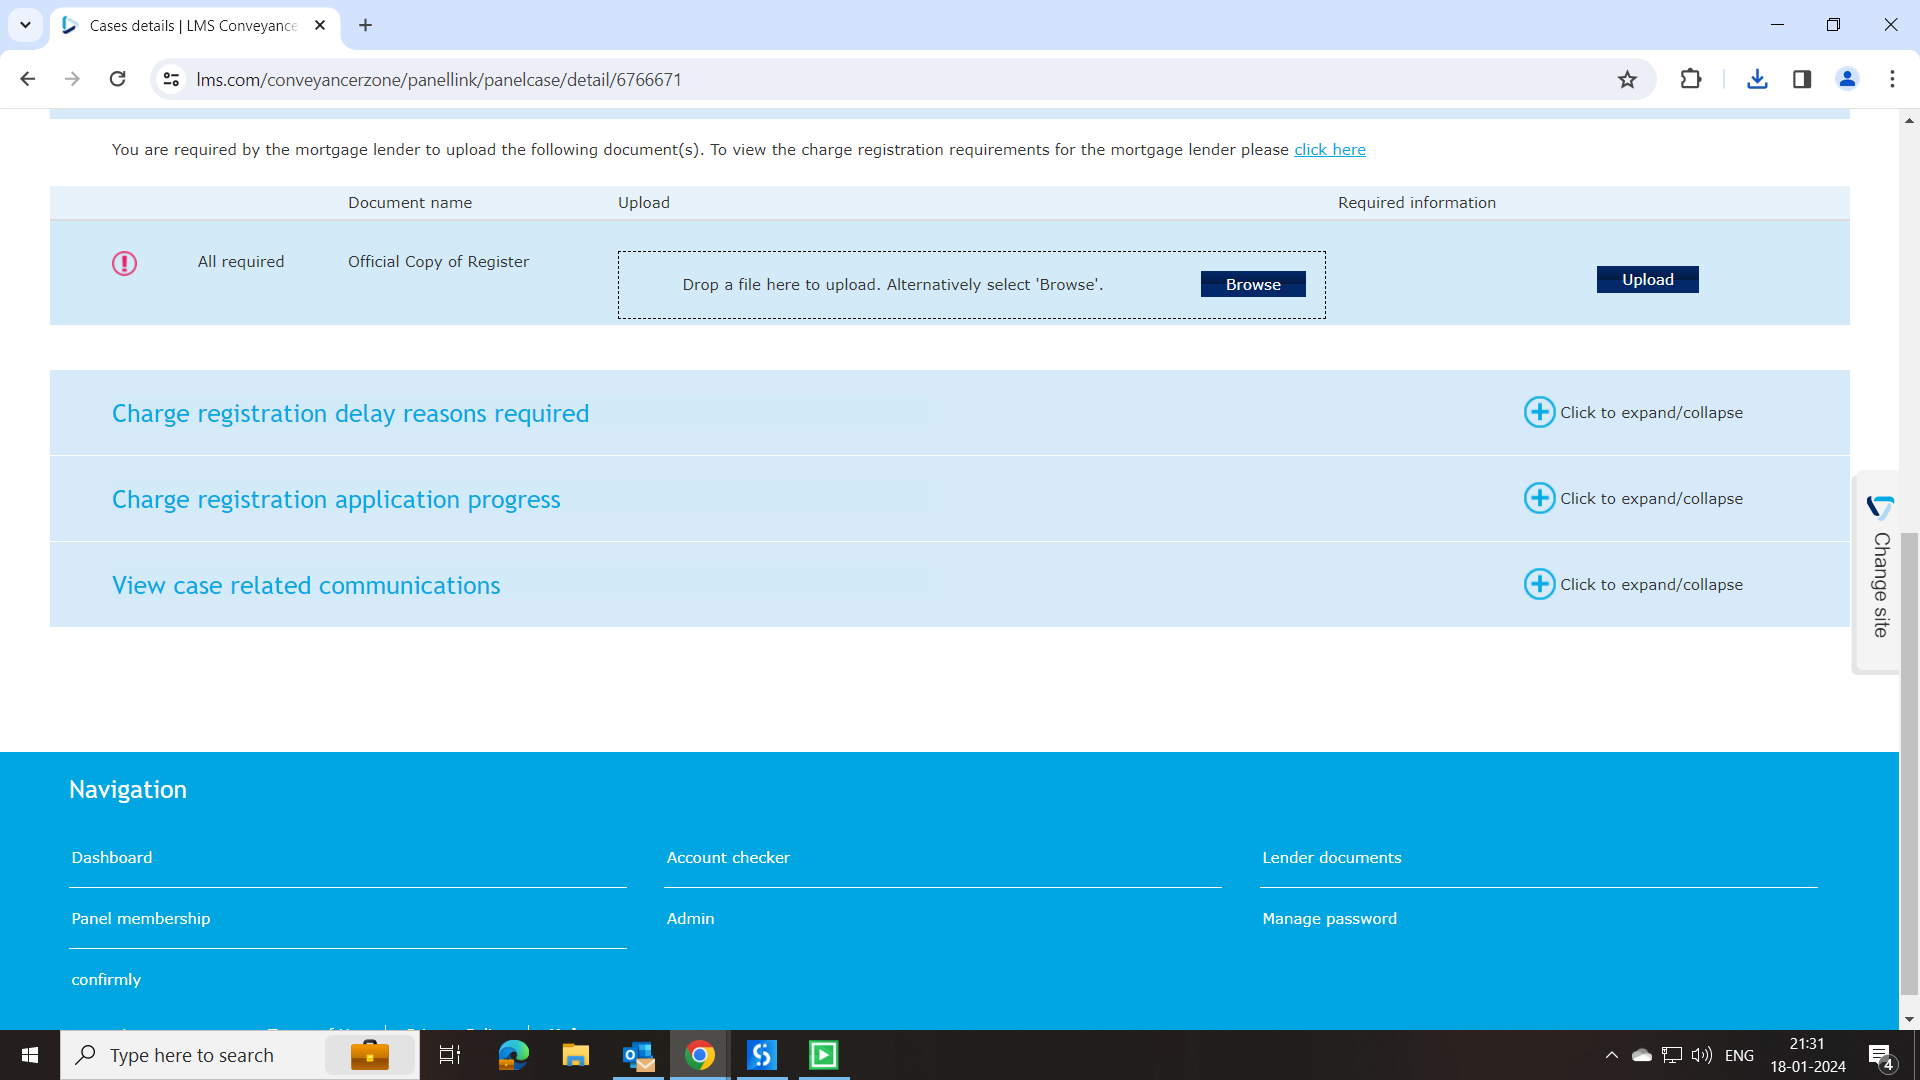 Cases details | LMS Conveyance
lms.com/conveyancerzone/panellink/panelcase/detail/6766671
You are required by the mortgage lender to upload the following document(s). To view the charge registration requirements for the mortgage lender please click here
Document name Upload Required information
All required Official Copy of Register Drop a file here to upload. Alternatively select 'Browse'. Browse Upload
Charge registration delay reasons required Click to expand/collapse
Charge registration application progress Click to expand/collapse
View case related communications Click to expand/collapse
Change site
Navigation
Dashboard Account checker Lender documents
Panel membership Admin Manage password
confirmly
Type here to search
ENG
21:31
18-01-2024
4